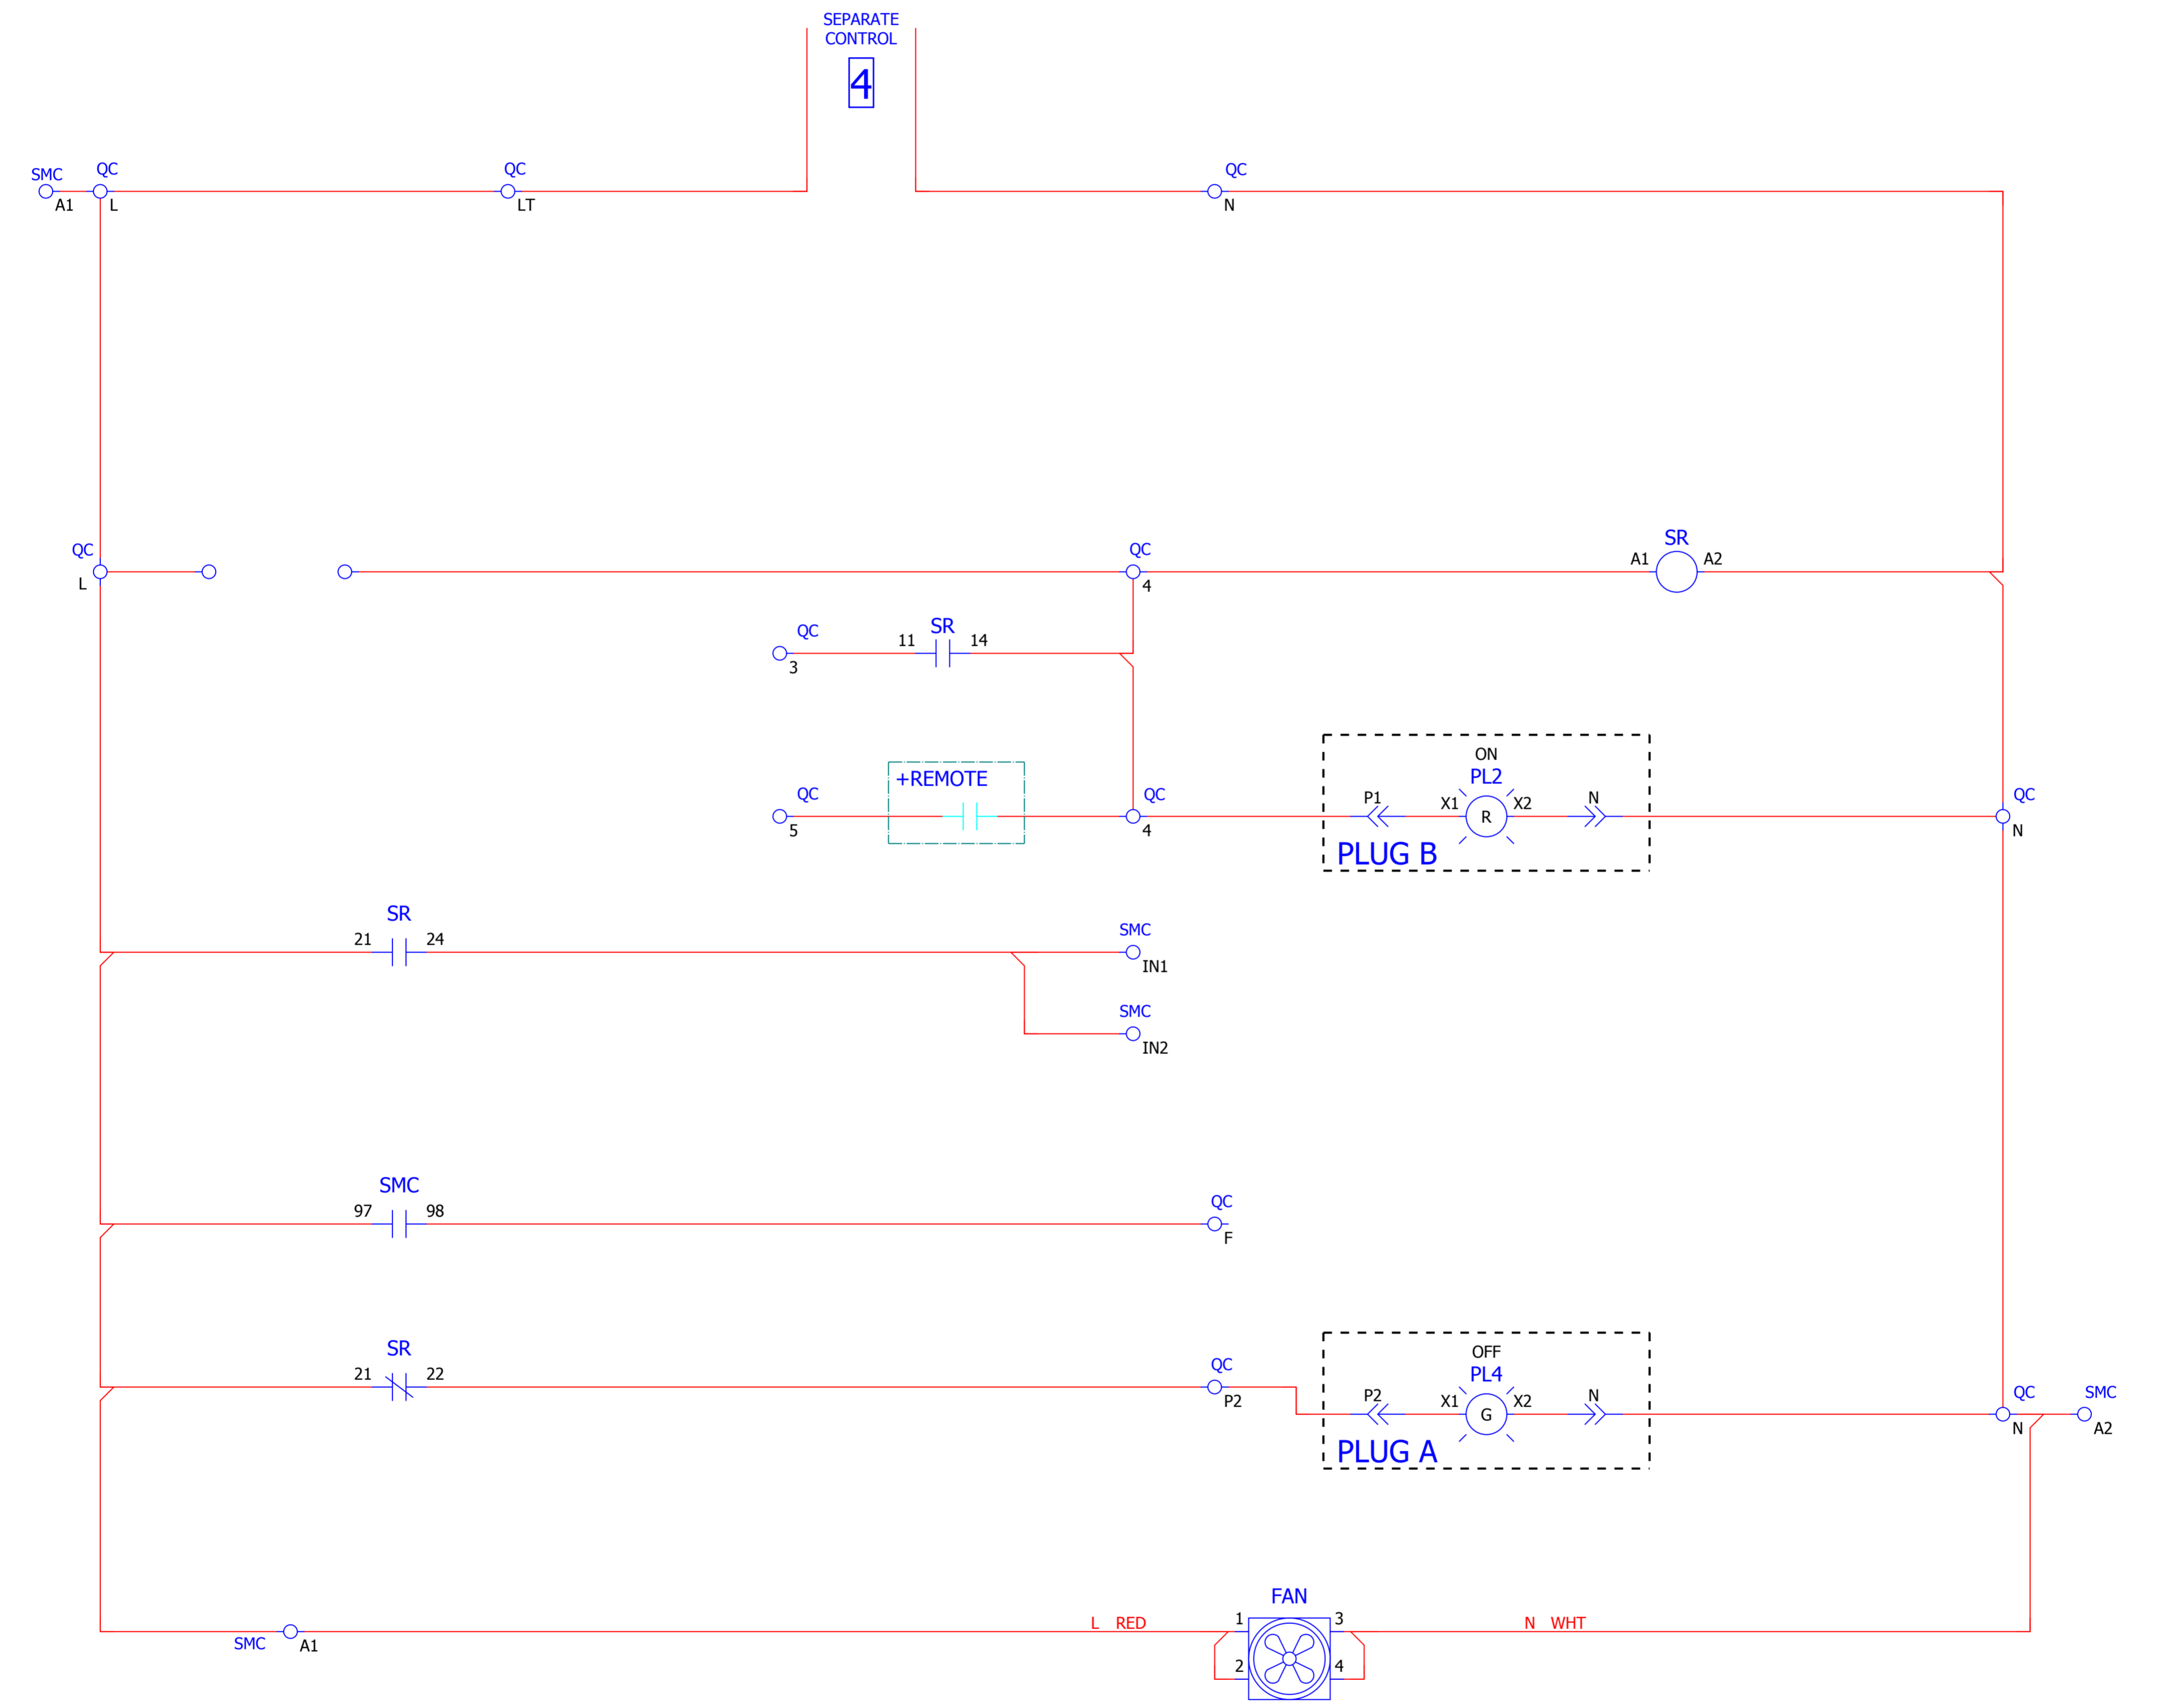 SEPARATE
CONTROL
4
SMC
QC
QC
QC
A1
L
LT
N
SR
QC
QC
A1
A2
L
4
SR
QC
11
14
3
ON
+REMOTE
PL2
QC
QC
QC
P1
X1
X2
N
R
5
4
N
PLUG B
SR
SMC
21
24
IN1
SMC
IN2
SMC
QC
97
98
F
SR
OFF
QC
PL4
21
22
QC
SMC
P2
X1
X2
N
P2
G
N
A2
PLUG A
FAN
L RED
1
3
N WHT
SMC
A1
2
4